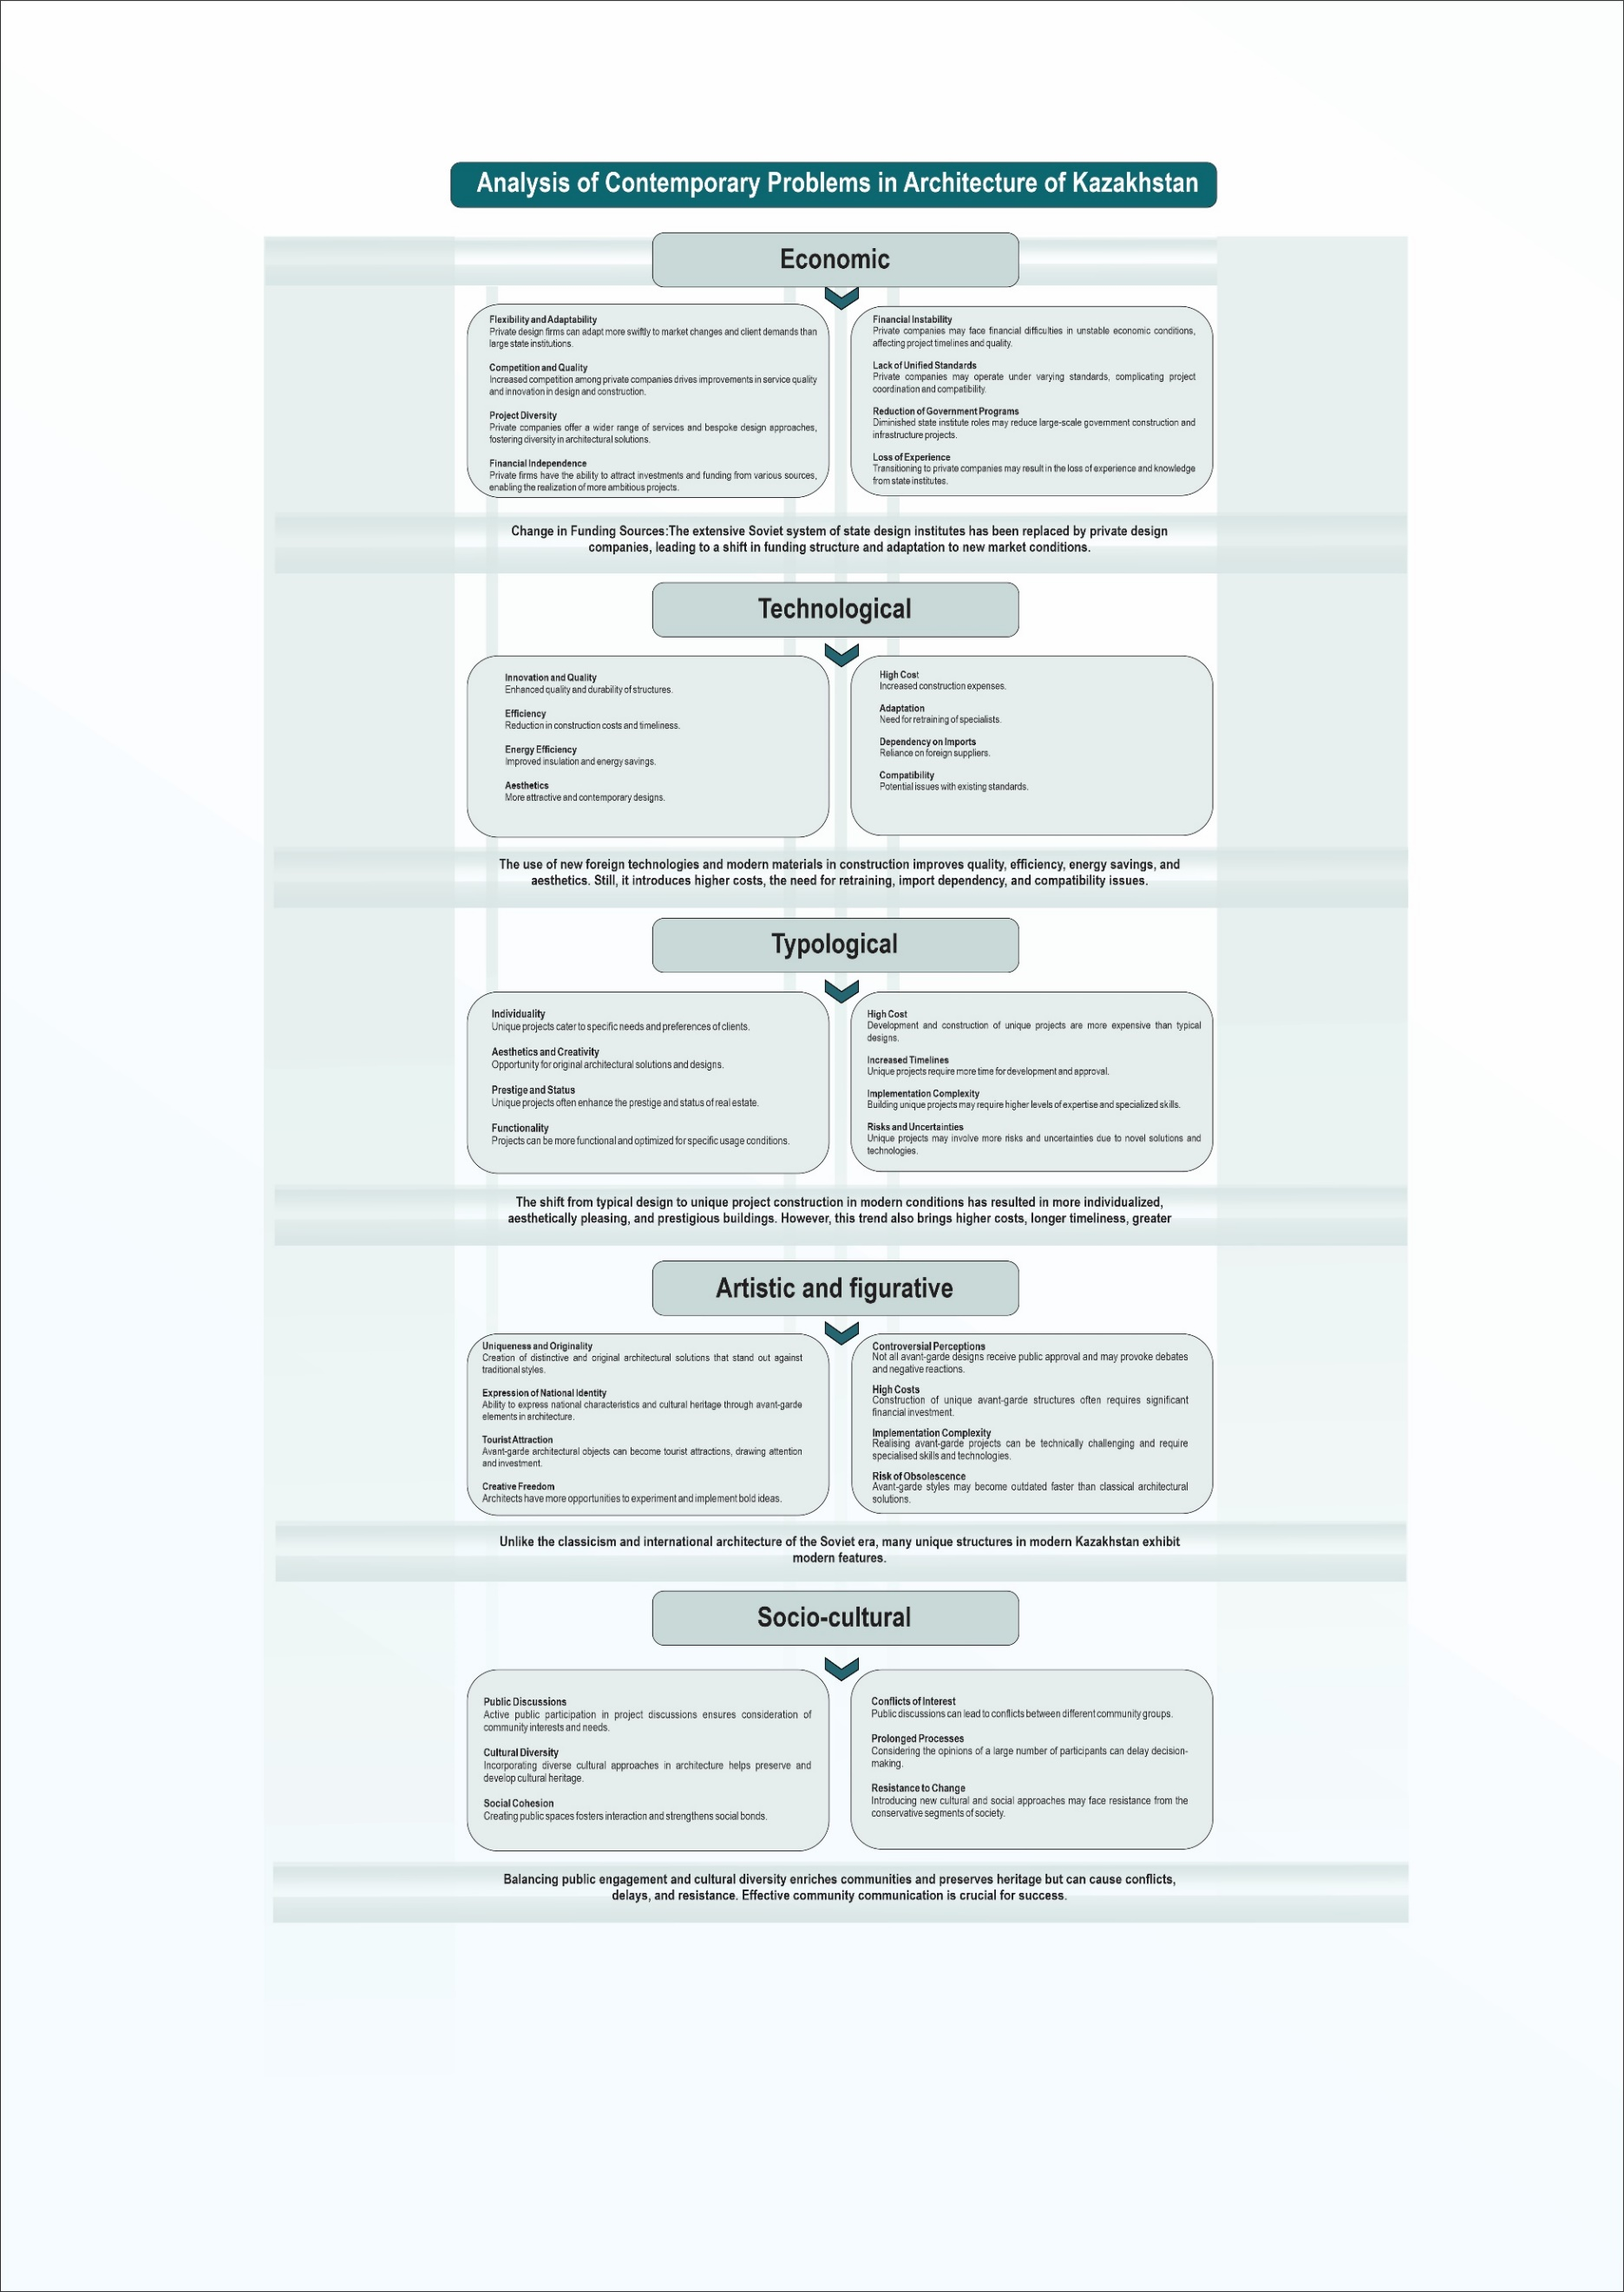 Analysis of Contemporary Problems in Architecture of Kazakhstan
Economic
Flexibility and Adaptability
Private design firms can adapt more swiftly to market changes and client demands than
large state institutions.
Competition and Quality
Increased competition among private companies drives improvements in service quality
and innovation in design and construction.
Project Diversity
Private companies offer a wider range of services and bespoke design approaches,
fostering diversity in architectural solutions.
Financial Independence
Private firms have the ability to attract investments and funding from various sources,
enabling the realization of more ambitious projects.
Financial Instability
Private companies may face financial difficulties in unstable economic conditions,
affecting project timelines and quality.
Lack of Unified Standards
Private companies may operate under varying standards, complicating project
coordination and compatibility.
Reduction of Government Programs
Diminished state institute roles may reduce large-scale government construction and
infrastructure projects.
Loss of Experience
Transitioning to private companies may result in the loss of experience and knowledge
from state institutes.
Change in Funding Sources:The extensive Soviet system of state design institutes has been replaced by private design
companies, leading to a shift in funding structure and adaptation to new market conditions.
Technological
Innovation and Quality
Enhanced quality and durability of structures.
Efficiency
Reduction in construction costs and timeliness.
Energy Efficiency
Improved insulation and energy savings.
Aesthetics
More attractive and contemporary designs.
High Cost
Increased construction expenses.
Adaptation
Need for retraining of specialists.
Dependency on Imports
Reliance on foreign suppliers.
Compatibility
Potential issues with existing standards.
The use of new foreign technologies and modern materials in construction improves quality, efficiency, energy savings, and
aesthetics. Still, it introduces higher costs, the need for retraining, import dependency, and compatibility issues.
Typological
Individuality
Unique projects cater to specific needs and preferences of clients.
Aesthetics and Creativity
Opportunity for original architectural solutions and designs.
Prestige and Status
Unique projects often enhance the prestige and status of real estate.
Functionality
Projects can be more functional and optimized for specific usage conditions.
High Cost
Development and construction of unique projects are more expensive than typical
designs.
Increased Timelines
Unique projects require more time for development and approval.
Implementation Complexity
Building unique projects may require higher levels of expertise and specialized skills.
Risks and Uncertainties
Unique projects may involve more risks and uncertainties due to novel solutions and
technologies.
The shift from typical design to unique project construction in modern conditions has resulted in more individualized,
aesthetically pleasing, and prestigious buildings. However, this trend also brings higher costs, longer timeliness, greater
Artistic and figurative
Uniqueness and Originality
Creation of distinctive and original architectural solutions that stand out against
traditional styles.
Expression of National Identity
Ability to express national characteristics and cultural heritage through avant-garde
elements in architecture.
Tourist Attraction
Avant-garde architectural objects can become tourist attractions, drawing attention
and investment.
Creative Freedom
Architects have more opportunities to experiment and implement bold ideas.
Controversial Perceptions
Not all avant-garde designs receive public approval and may provoke debates
and negative reactions.
High Costs
Construction of unique avant-garde structures often requires significant
financial investment.
Implementation Complexity
Realising avant-garde projects can be technically challenging and require
specialised skills and technologies.
Risk of Obsolescence
Avant-garde styles may become outdated faster than classical architectural
solutions.
Unlike the classicism and international architecture of the Soviet era, many unique structures in modern Kazakhstan exhibit
modern features.
Socio-cultural
Public Discussions
Active public participation in project discussions ensures consideration of
community interests and needs.
Cultural Diversity
Incorporating diverse cultural approaches in architecture helps preserve and
develop cultural heritage.
Social Cohesion
Creating public spaces fosters interaction and strengthens social bonds.
Conflicts of Interest
Public discussions can lead to conflicts between different community groups.
Prolonged Processes
Considering the opinions of a large number of participants can delay decision-
making.
Resistance to Change
Introducing new cultural and social approaches may face resistance from the
conservative segments of society.
Balancing public engagement and cultural diversity enriches communities and preserves heritage but can cause conflicts,
delays, and resistance. Effective community communication is crucial for success.